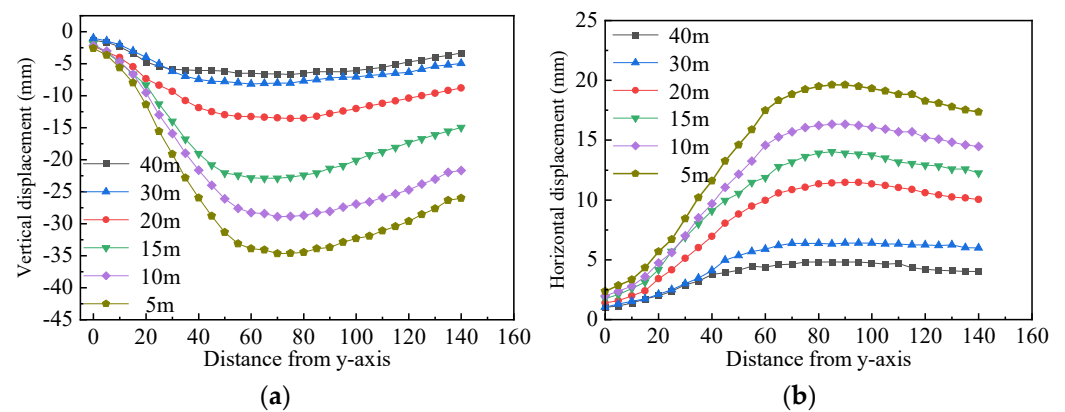 0
-5
-10
-15
-20
-25
-30
-35
-40
-45
Vertical displacement (mm)
40m
30m
20m
15m
10m
5m
0 20 40 60 80 100 120 140 160
Distance from y-axis
(a)
25
20
15
10
5
0
Horizontal displacement (mm)
40m
30m
20m
15m
10m
5m
0 20 40 60 80 100 120 140 160
Distance from y-axis
(b)